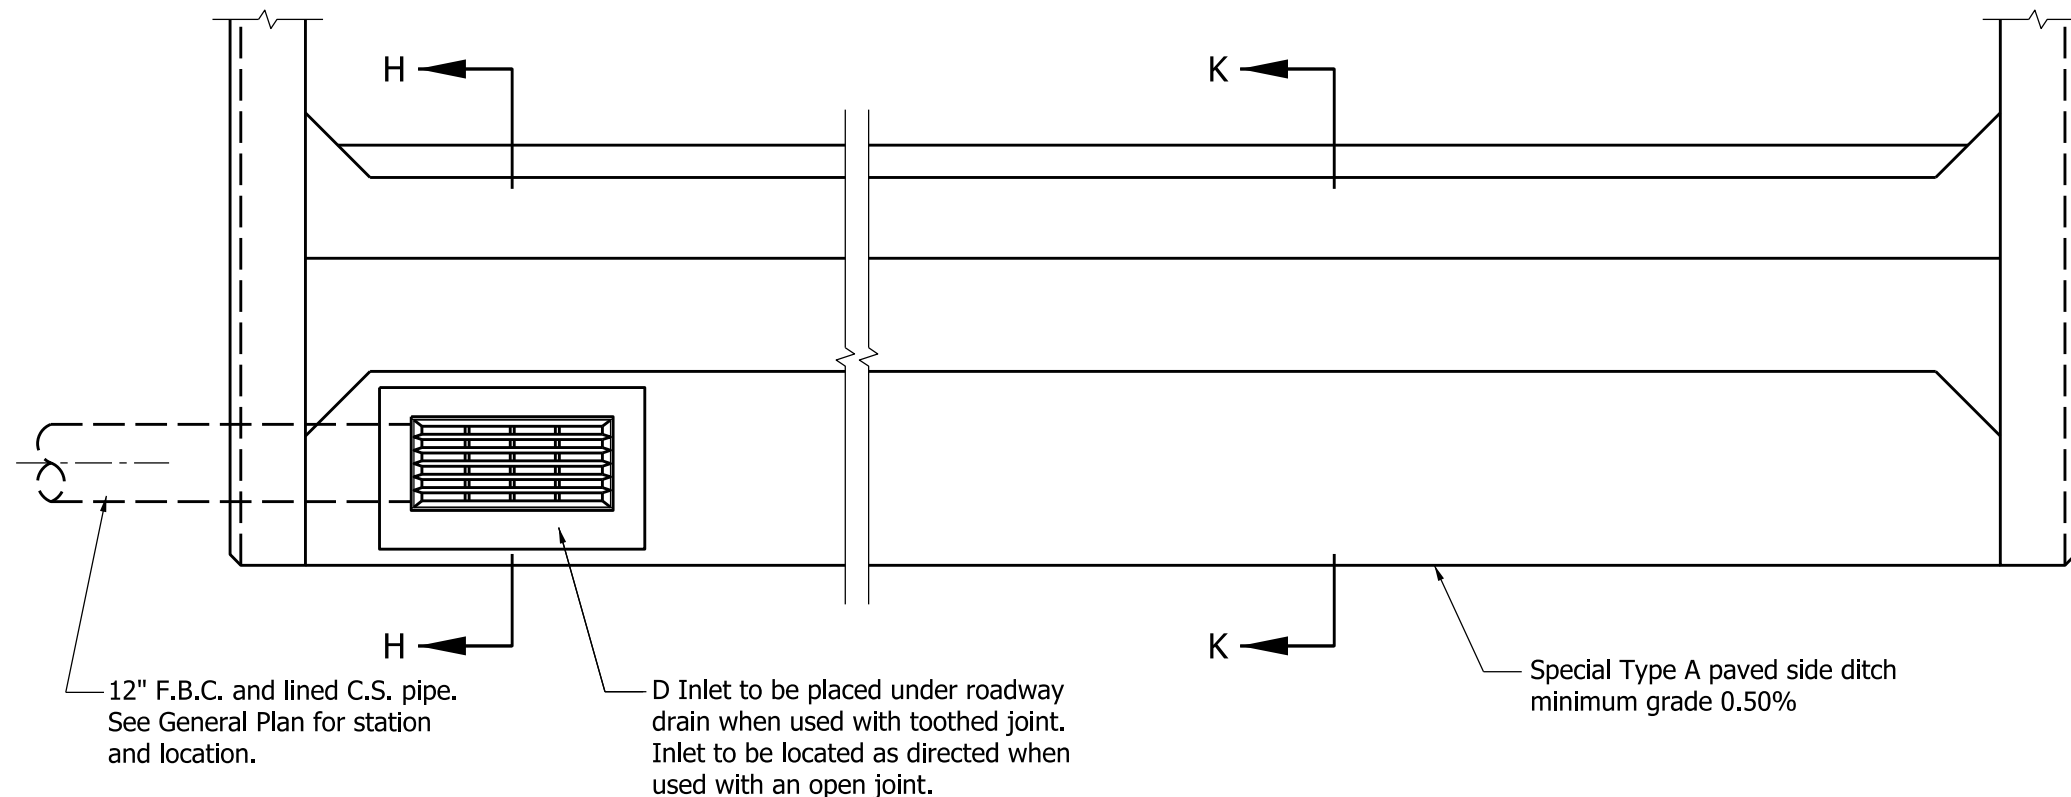 H
K
H
K
12" F.B.C. and lined C.S. pipe.
See General Plan for station
and location.
D Inlet to be placed under roadway
drain when used with toothed joint.
Inlet to be located as directed when
used with an open joint.
Special Type A paved side ditch
minimum grade 0.50%